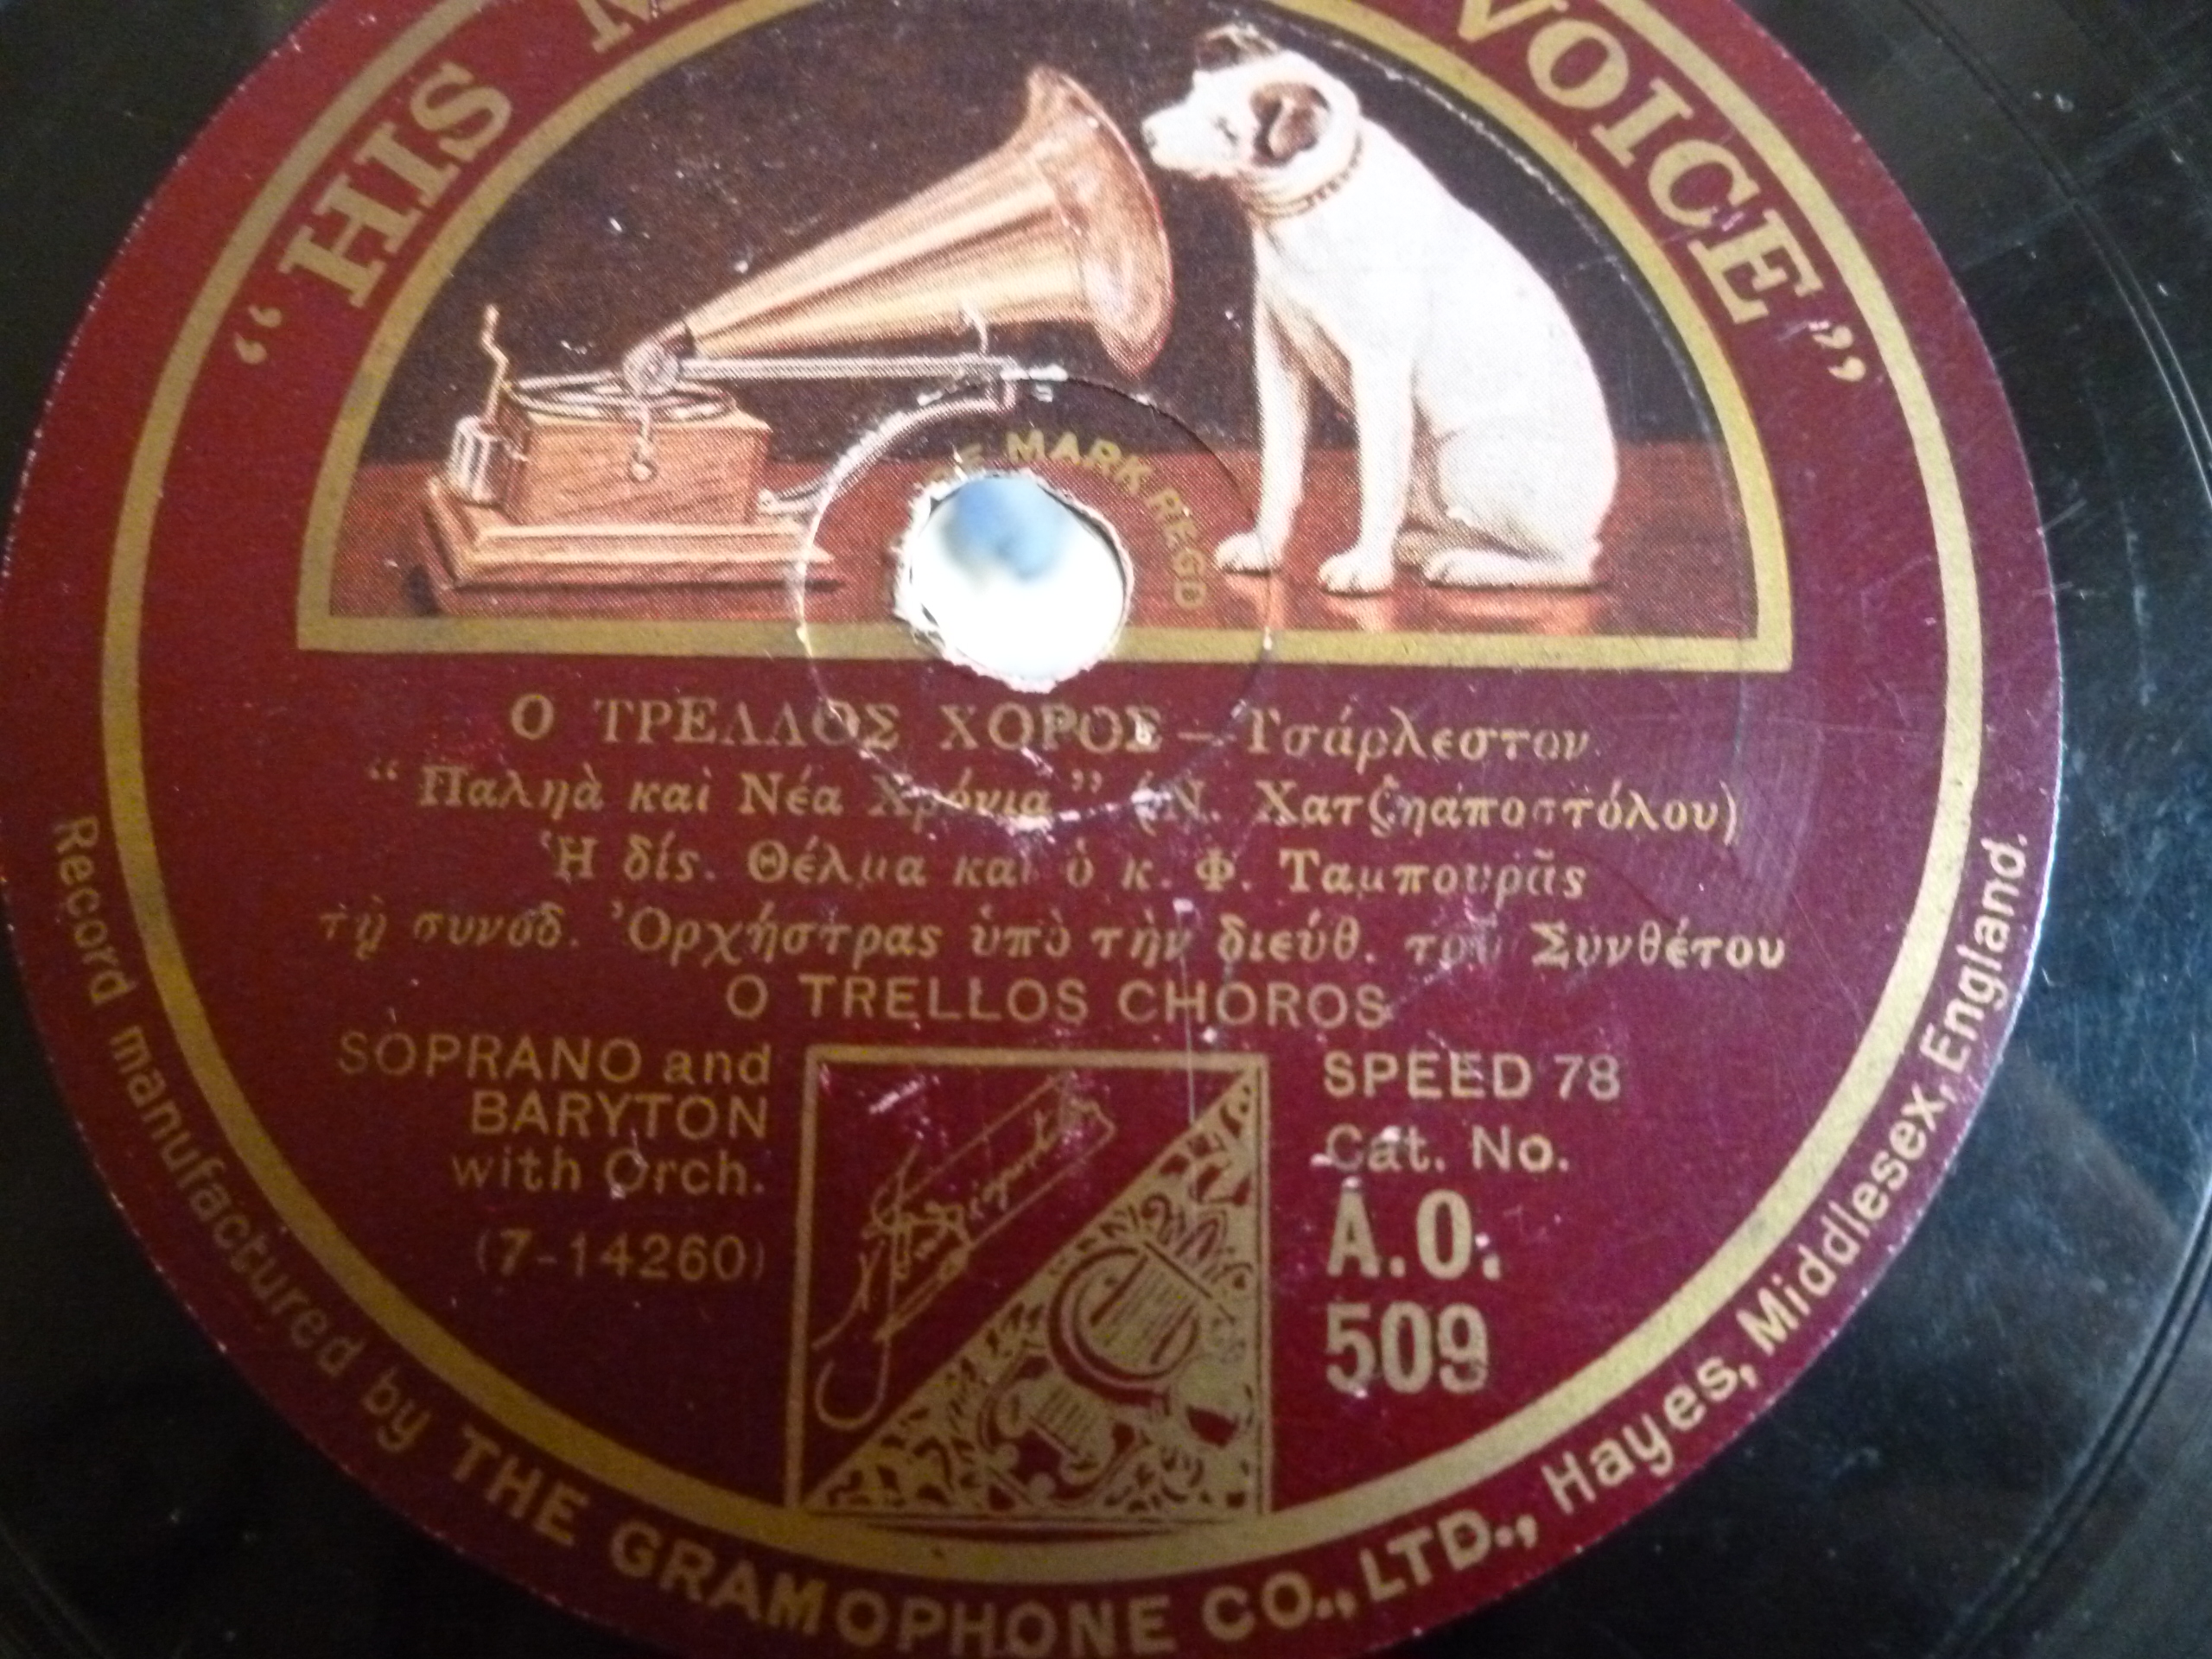 “HIS VOICE”
MARK REGD
Ο ΤΡΕΛΛΟΣ ΧΟΡΟΣ – Τσάρλεστον
“Παληὰ καὶ Νέα Χρόνια” (Ν. Χατζηαποστόλου)
Ἡ δίς. Θέλμα καὶ ὁ κ. Φ. Ταμπουρᾶς
τῇ συνόδ. Ὀρχήστρας ὑπὸ τὴν διεύθ. τοῦ Συνθέτου
O TRELLOS CHOROS
SOPRANO and
BARYTON
with Orch.
(7-14260)
SPEED 78
Cat. No.
A.O.
509
Record manufactured by THE GRAMOPHONE CO., LTD., Hayes, Middlesex, England.